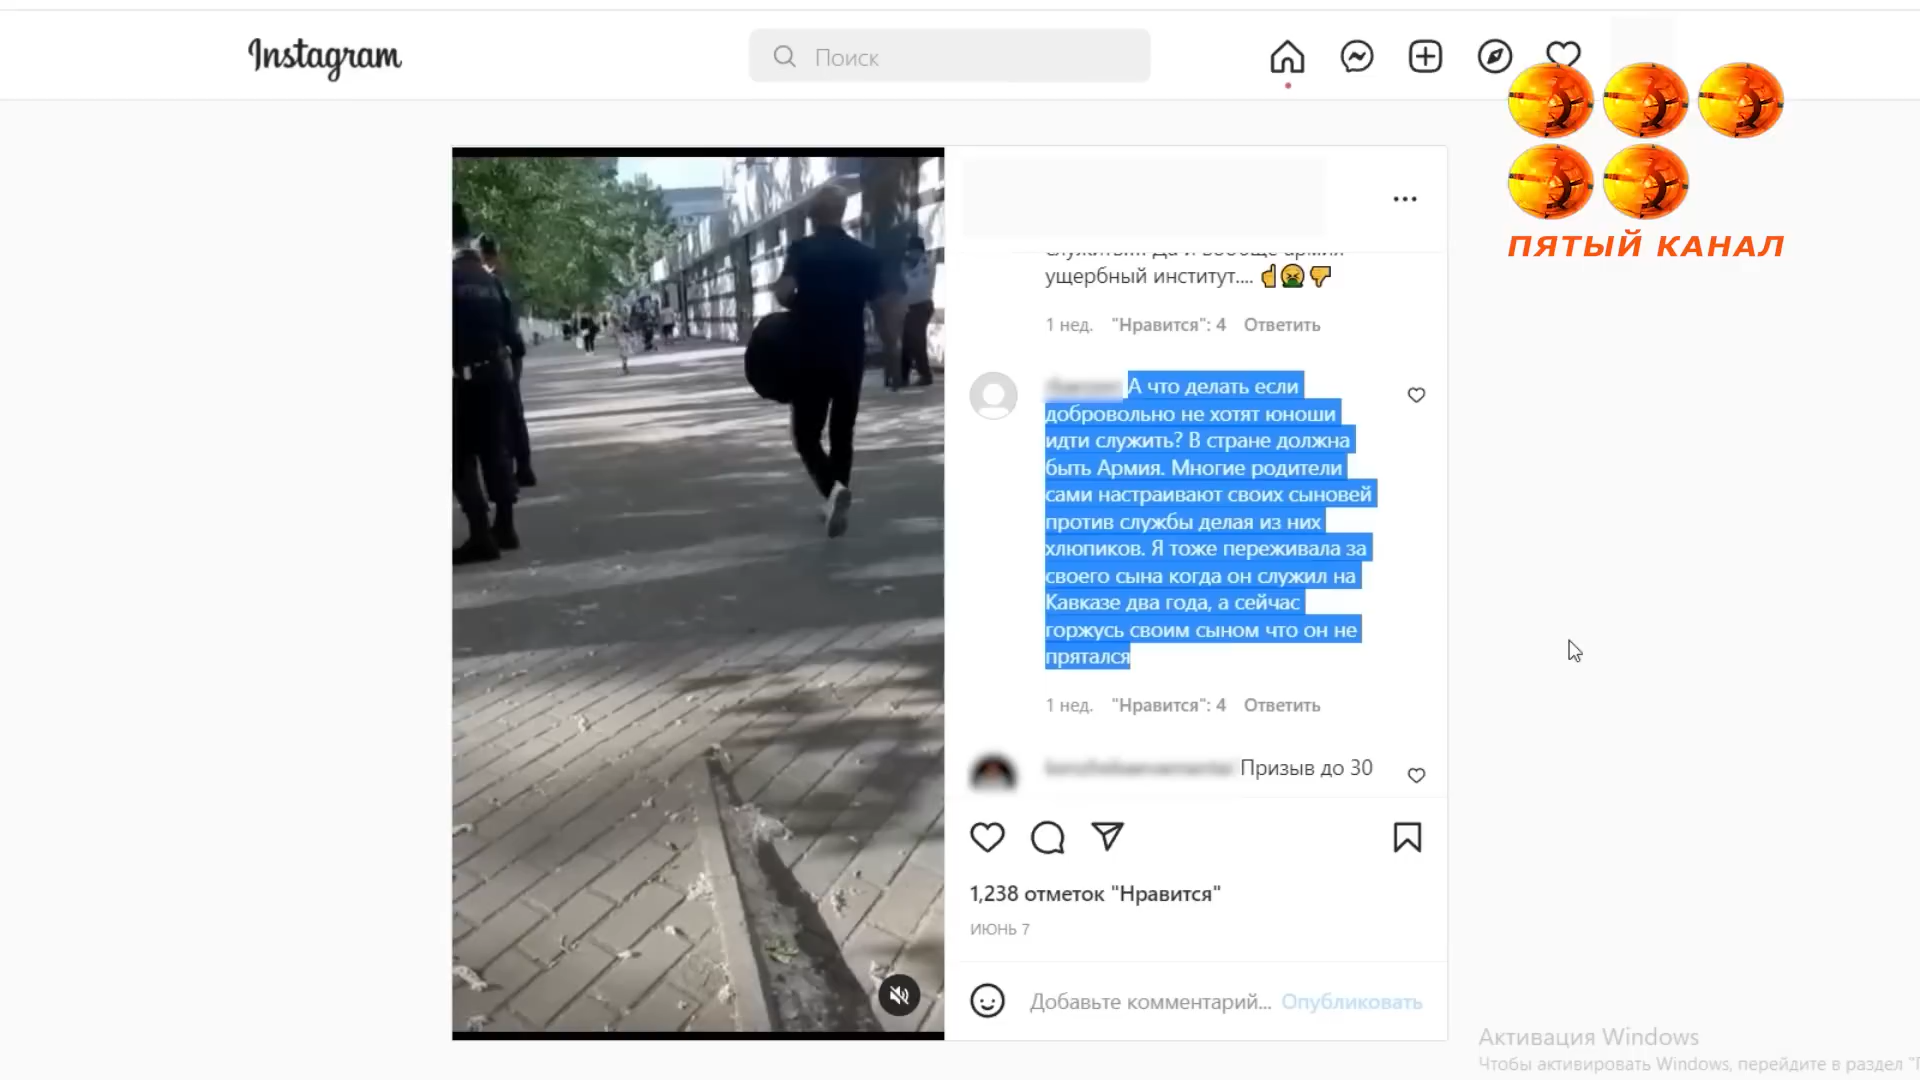 Instagram
Поиск
ПЯТЫЙ КАНАЛ
ущербный институт....
1 нед. "Нравится": 4 Ответить
А что делать если
добровольно не хотят юноши
идти служить? В стране должна
быть Армия. Многие родители
сами настраивают своих сыновей
против службы делая из них
хлюпиков. Я тоже переживала за
своего сына когда он служил на
Кавказе два года, а сейчас
горжусь своим сыном что он не
прятался
1 нед. "Нравится": 4 Ответить
Призыв до 30
1,238 отметок "Нравится"
ИЮНЬ 7
Добавьте комментарий... Опубликовать
Активация Windows
Чтобы активировать Windows, перейдите в раздел